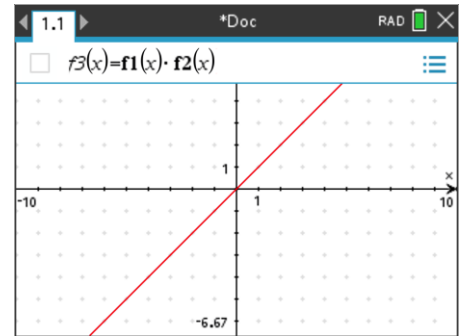 1.1 *Doc RAD
f3(x)=f1(x)· f2(x)
1
x
-10 1 10
-6.67